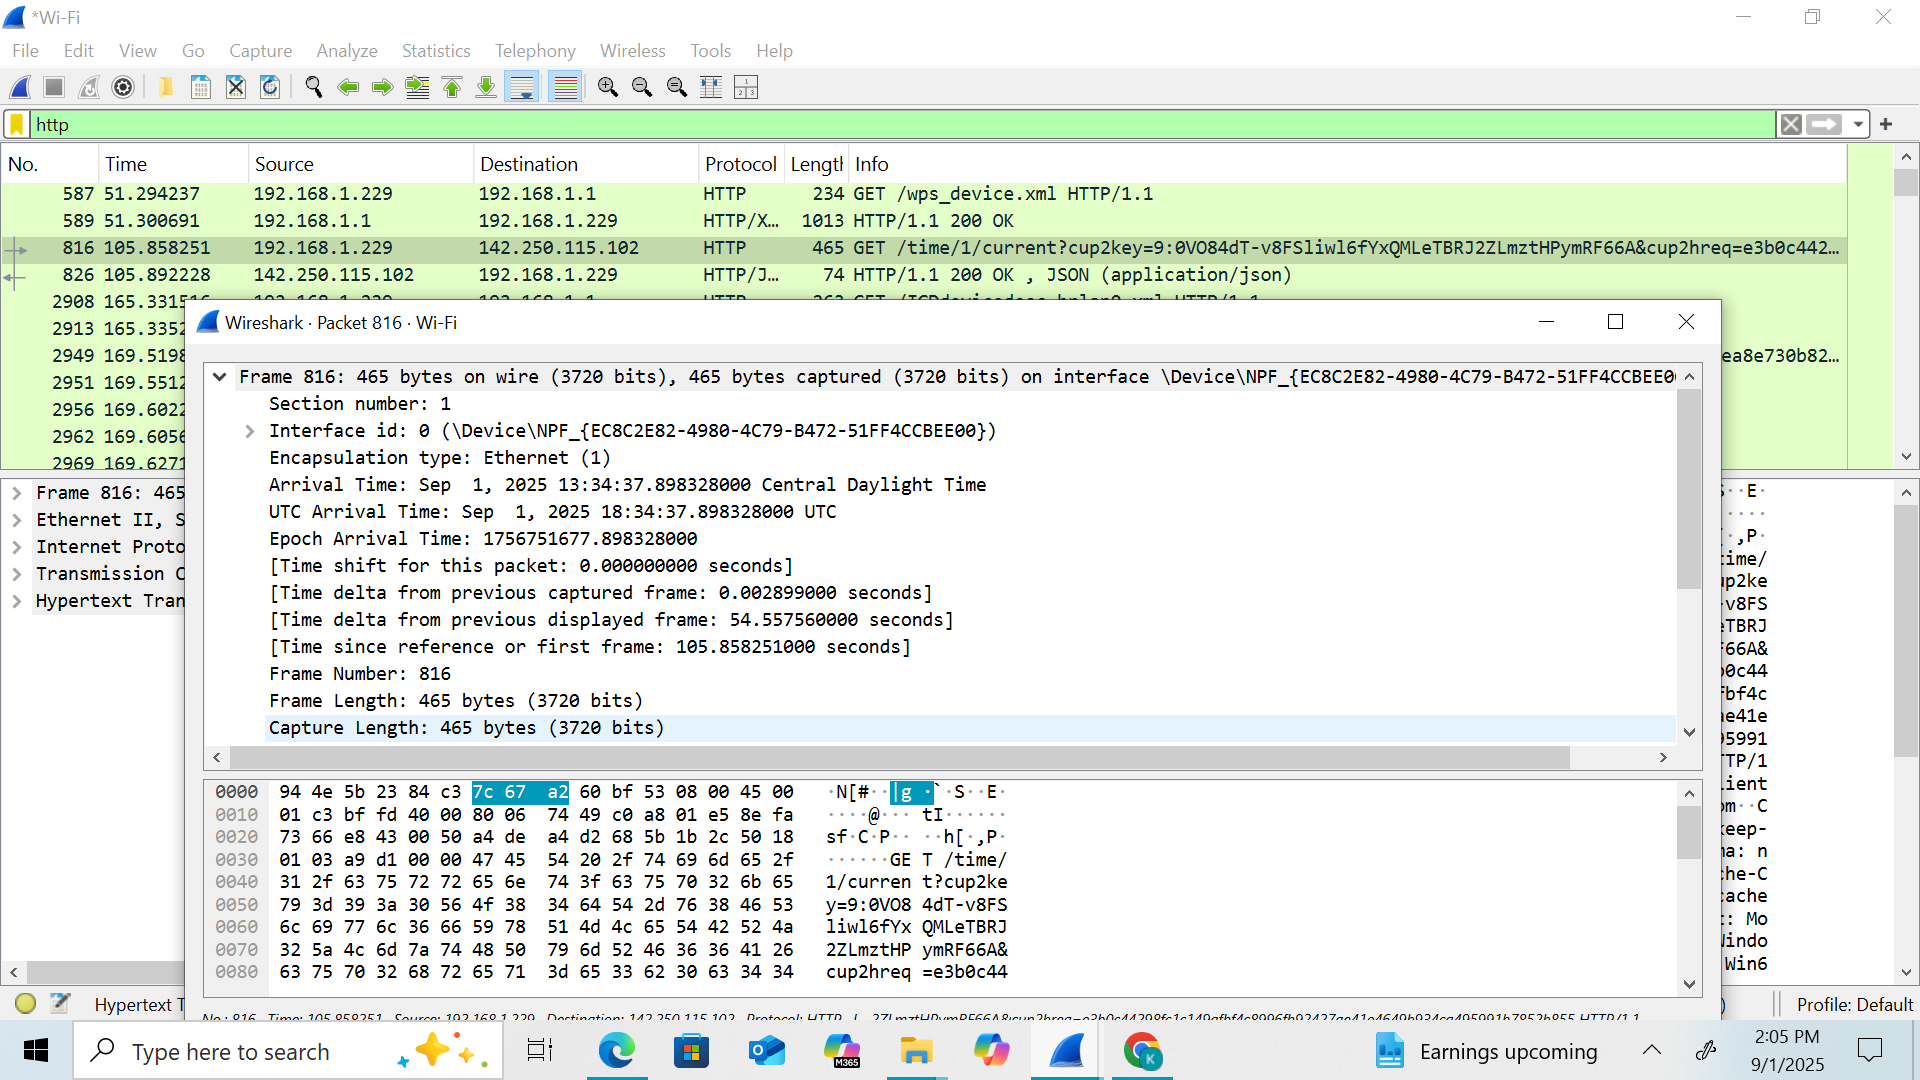 *Wi-Fi
File Edit View Go Capture Analyze Statistics Telephony Wireless Tools Help
http
No. Time Source Destination Protocol Length Info
587 51.294237 192.168.1.229 192.168.1.1 HTTP 234 GET /wps_device.xml HTTP/1.1
589 51.300691 192.168.1.1 192.168.1.229 HTTP/X… 1013 HTTP/1.1 200 OK
816 105.858251 192.168.1.229 142.250.115.102 HTTP 465 GET /time/1/current?cup2key=9:0VO84dT-v8FSliwl6fYxQMLeTBRJ2ZLmztHPymRF66A&cup2hreq=e3b0c442…
826 105.892228 142.250.115.102 192.168.1.229 HTTP/J… 74 HTTP/1.1 200 OK , JSON (application/json)
2908 165.331516
2913 165.3352
2949 169.5198 ea8e730b82…
2951 169.5512
2956 169.6022
2962 169.6056
2969 169.6271
Wireshark · Packet 816 · Wi-Fi
Frame 816: 465 bytes on wire (3720 bits), 465 bytes captured (3720 bits) on interface \Device\NPF_{EC8C2E82-4980-4C79-B472-51FF4CCBEE0
Section number: 1
Interface id: 0 (\Device\NPF_{EC8C2E82-4980-4C79-B472-51FF4CCBEE00})
Encapsulation type: Ethernet (1)
Arrival Time: Sep  1, 2025 13:34:37.898328000 Central Daylight Time
UTC Arrival Time: Sep  1, 2025 18:34:37.898328000 UTC
Epoch Arrival Time: 1756751677.898328000
[Time shift for this packet: 0.000000000 seconds]
[Time delta from previous captured frame: 0.002899000 seconds]
[Time delta from previous displayed frame: 54.557560000 seconds]
[Time since reference or first frame: 105.858251000 seconds]
Frame Number: 816
Frame Length: 465 bytes (3720 bits)
Capture Length: 465 bytes (3720 bits)
0000 94 4e 5b 23 84 c3 7c 67 a2 60 bf 53 08 00 45 00 ·N[#··|g ·`·S··E·
0010 01 c3 bf fd 40 00 80 06 74 49 c0 a8 01 e5 8e fa ····@··· tI······
0020 73 66 e8 43 00 50 a4 de a4 d2 68 5b 1b 2c 50 18 sf·C·P·· ··h[·,P·
0030 01 03 a9 d1 00 00 47 45 54 20 2f 74 69 6d 65 2f ······GE T /time/
0040 31 2f 63 75 72 72 65 6e 74 3f 63 75 70 32 6b 65 1/curren t?cup2ke
0050 79 3d 39 3a 30 56 4f 38 34 64 54 2d 76 38 46 53 y=9:0VO8 4dT-v8FS
0060 6c 69 77 6c 36 66 59 78 51 4d 4c 65 54 42 52 4a liwl6fYx QMLeTBRJ
0070 32 5a 4c 6d 7a 74 48 50 79 6d 52 46 36 36 41 26 2ZLmztHP ymRF66A&
0080 63 75 70 32 68 72 65 71 3d 65 33 62 30 63 34 34 cup2hreq =e3b0c44
Frame 816: 465
Ethernet II, S
Internet Proto
Transmission C
Hypertext Tran
S··E·
·,P·
time/
up2ke
-v8FS
eTBRJ
F66A&
b0c44
fbf4c
ae41e
95991
TTP/1
lient
om··C
keep-
ma: n
che-C
cache
: Mo
Windo
Win6
Hypertext T
Profile: Default
Type here to search
M365
K
Earnings upcoming
2:05 PM
9/1/2025